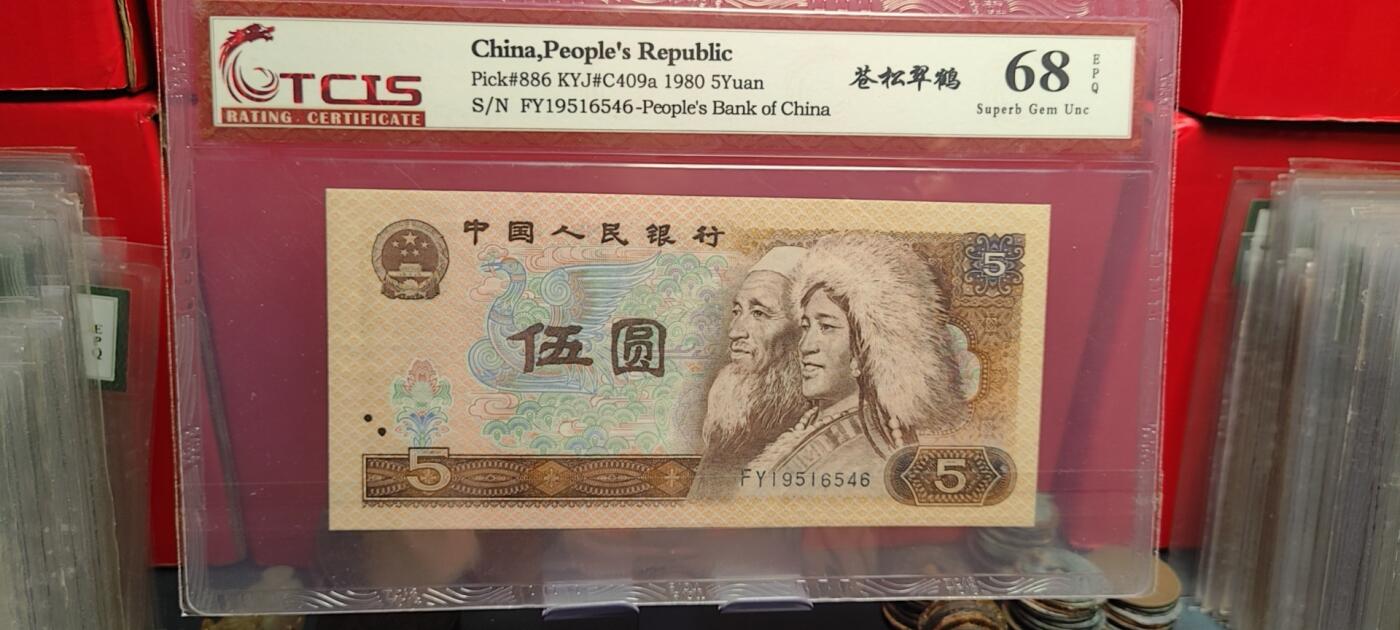 TCIS
RATING . CERTIFICATE
China,People's Republic
Pick#886 KYJ#C409a 1980 5Yuan
S/N FY19516546-People's Bank of China
苍松翠鹤
68
EPQ
Superb Gem Unc
中国人民银行
5
伍圆
5
FY19516546
5
EPQ